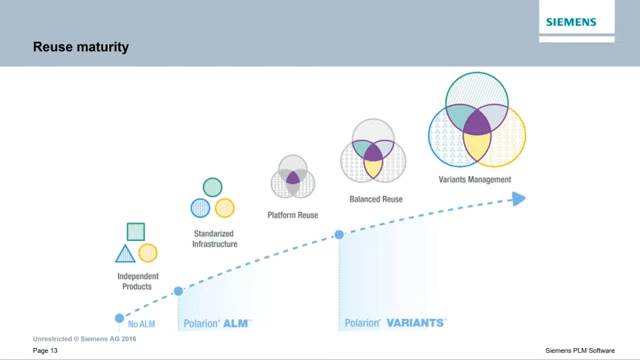 SIEMENS
Reuse maturity
Variants Management
Balanced Reuse
Platform Reuse
Standarized
Infrastructure
Independent
Products
No ALM
Polarion® ALM™
Polarion® VARIANTS™
Unrestricted © Siemens AG 2016
Page 13
Siemens PLM Software